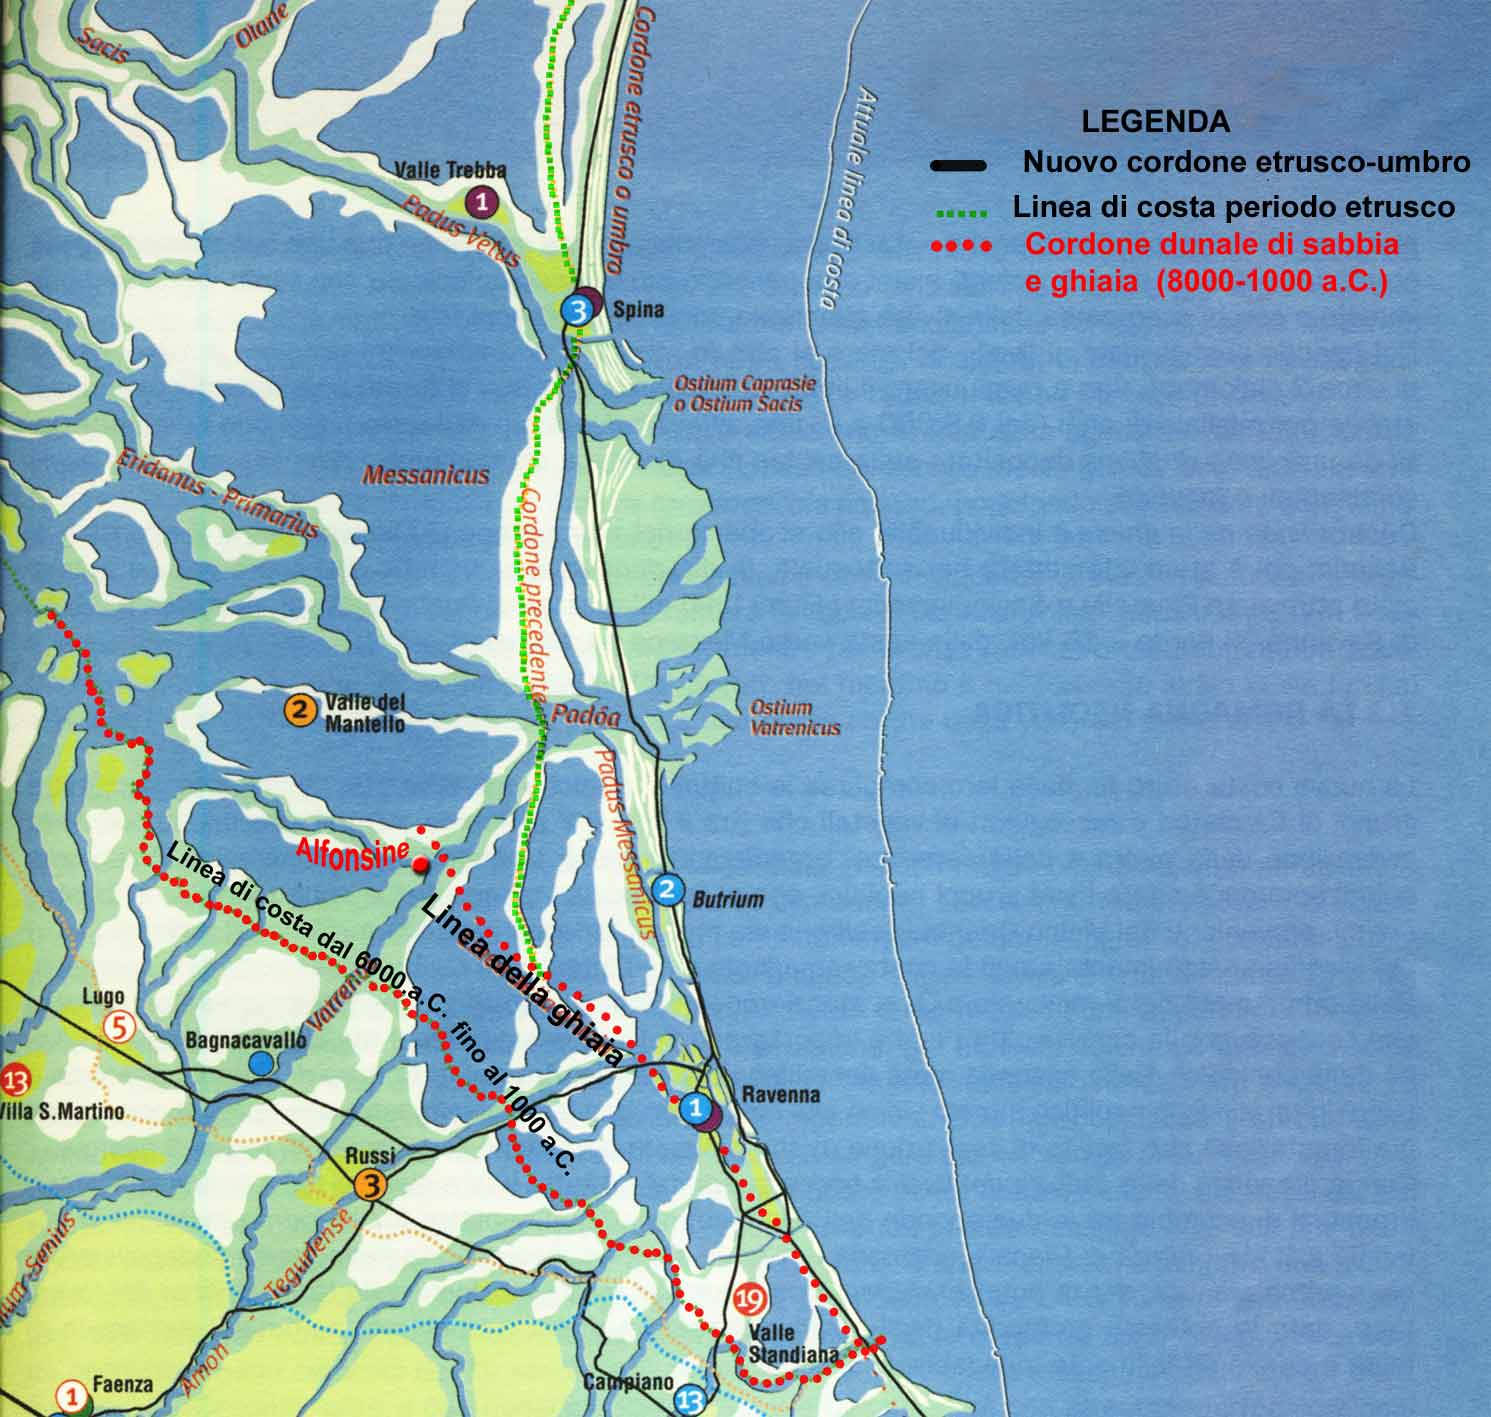 Sacis
Olane
Cordone etrusco o umbro
Attuale linea di costa
LEGENDA
Nuovo cordone etrusco-umbro
Linea di costa periodo etrusco
Cordone dunale di sabbia
e ghiaia (8000-1000 a.C.)
Valle Trebba
1
Padus Vetus
3
Spina
Ostium Caprasie
o Ostium Sacis
Eridanus - Primarius
Messanicus
Cordone precedente
2
Valle del
Mantello
Padóa
Ostium
Vatrenicus
Padus Messanicus
Alfonsine
Linea di costa dal 6000 a.C. fino al 1000 a.C.
Linea della ghiaia
2
Butrium
Lugo
5
Bagnacavallo
13
Villa S.Martino
1
Ravenna
Russi
3
Senius
Teguriense
Amon
19
Valle
Standiana
Campiano
13
Faenza
1